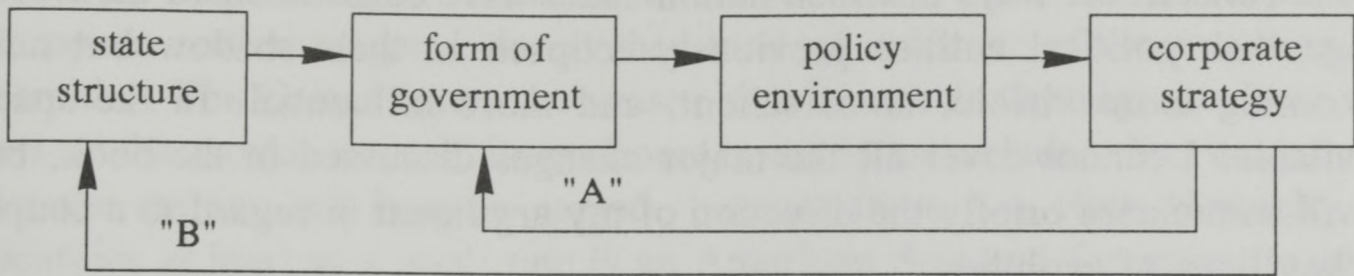 state
structure
form of
government
policy
environment
corporate
strategy
"A"
"B"